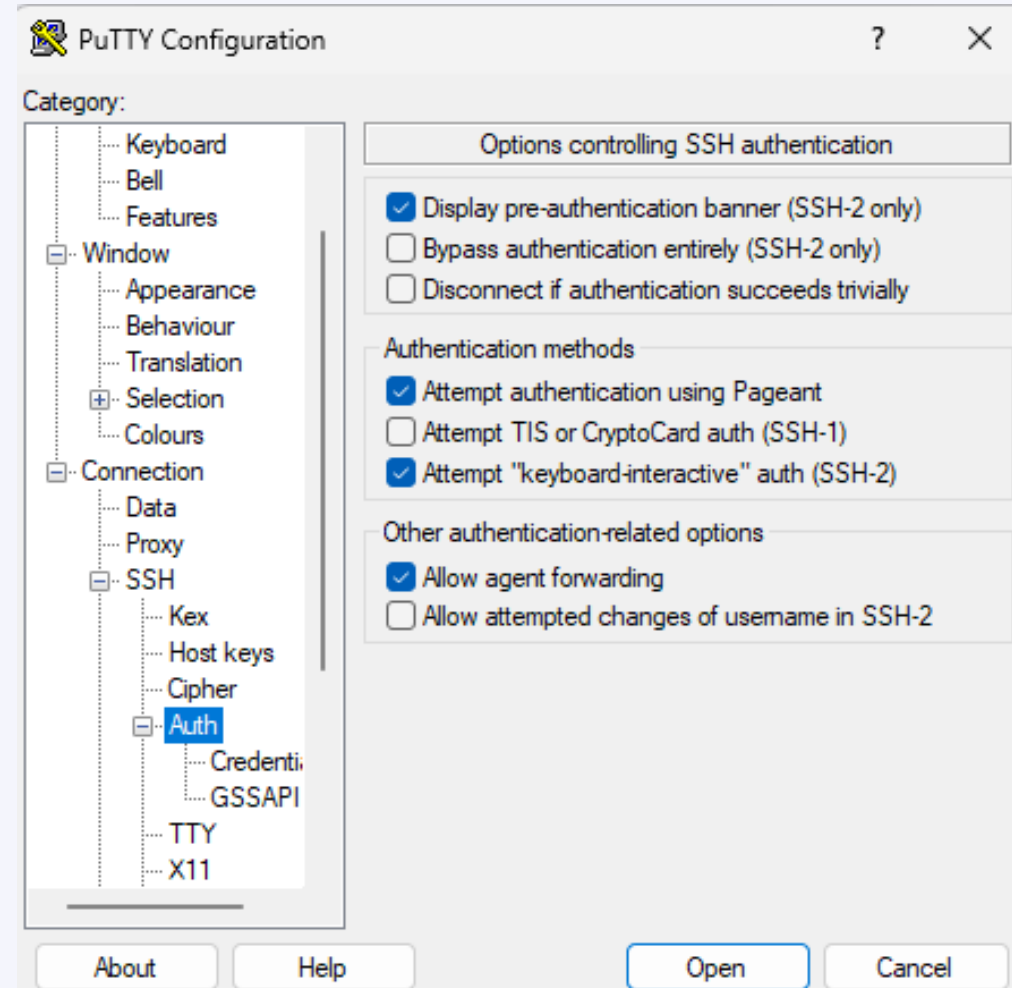 PuTTY Configuration
?
Category:
Keyboard
Bell
Features
Window
Appearance
Behaviour
Translation
Selection
Colours
Connection
Data
Proxy
SSH
Kex
Host keys
Cipher
Auth
Credentia
GSSAPI
TTY
X11
Options controlling SSH authentication
Display pre-authentication banner (SSH-2 only)
Bypass authentication entirely (SSH-2 only)
Disconnect if authentication succeeds trivially
Authentication methods
Attempt authentication using Pageant
Attempt TIS or CryptoCard auth (SSH-1)
Attempt "keyboard-interactive" auth (SSH-2)
Other authentication-related options
Allow agent forwarding
Allow attempted changes of username in SSH-2
About
Help
Open
Cancel